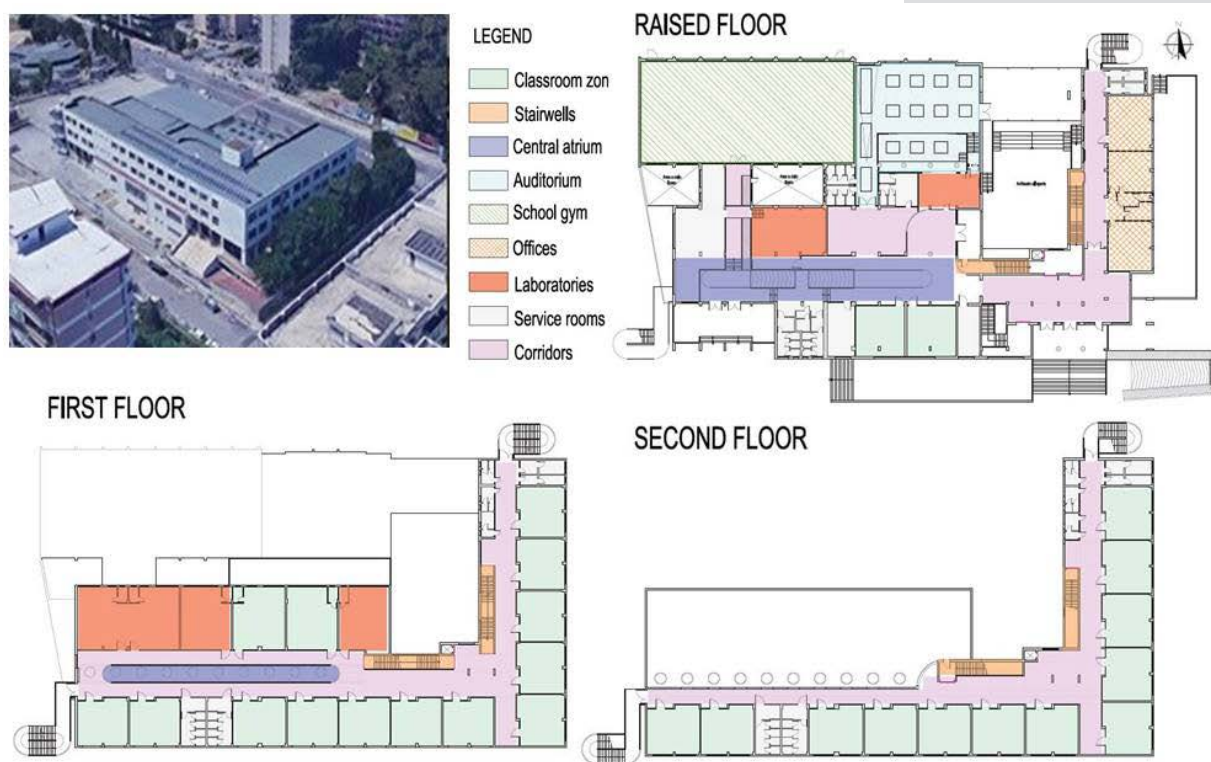 LEGEND
Classroom zon
Stairwells
Central atrium
Auditorium
School gym
Offices
Laboratories
Service rooms
Corridors
RAISED FLOOR
FIRST FLOOR
SECOND FLOOR